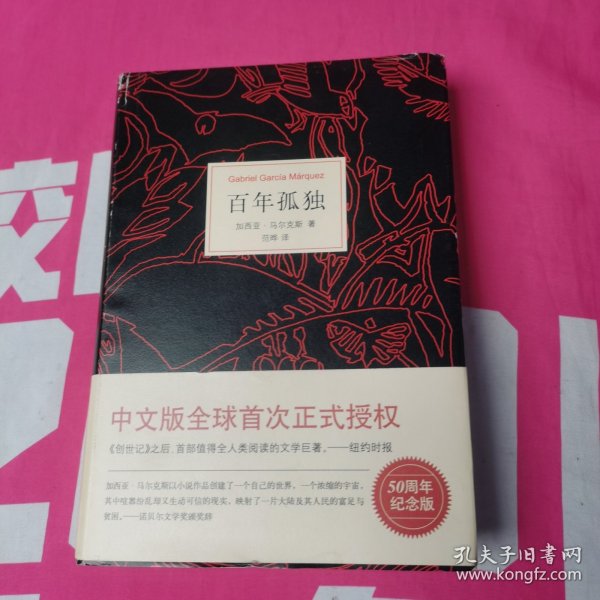 Gabriel García Márquez
百年孤独
加西亚·马尔克斯 著
范晔 译
中文版全球首次正式授权
《创世记》之后，首部值得全人类阅读的文学巨著。——纽约时报
加西亚·马尔克斯以小说作品创建了一个自己的世界，一个浓缩的宇宙，
其中喧嚣纷乱却又生动可信的现实，映射了一片大陆及其人民的富足与
贫困。——诺贝尔文学奖颁奖辞
50周年
纪念版
孔夫子旧书网
www.kongfz.com